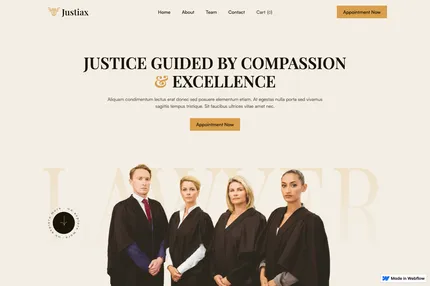 Justiax
Home About Team Contact Cart (0)
Appointment Now
JUSTICE GUIDED BY COMPASSION
& EXCELLENCE
Aliquam condimentum lectus erat donec sed posuere elementum etiam. At egestas nulla porta sed vivamus
sagittis tempus tristique. Sit faucibus ultrices vitae amet nec.
Appointment Now
LAWYER
Made in Webflow